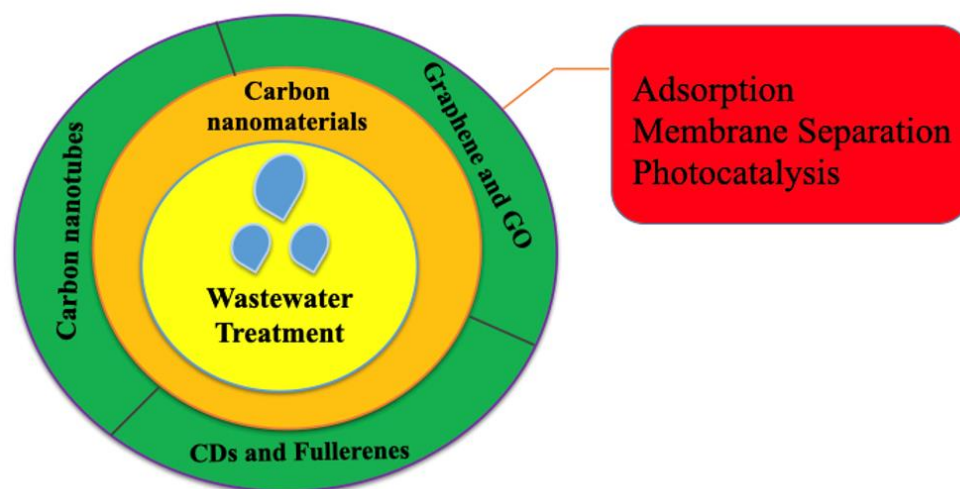 Carbon
nanomaterials
Carbon nanotubes
Graphene and GO
Wastewater
Treatment
CDs and Fullerenes
Adsorption
Membrane Separation
Photocatalysis